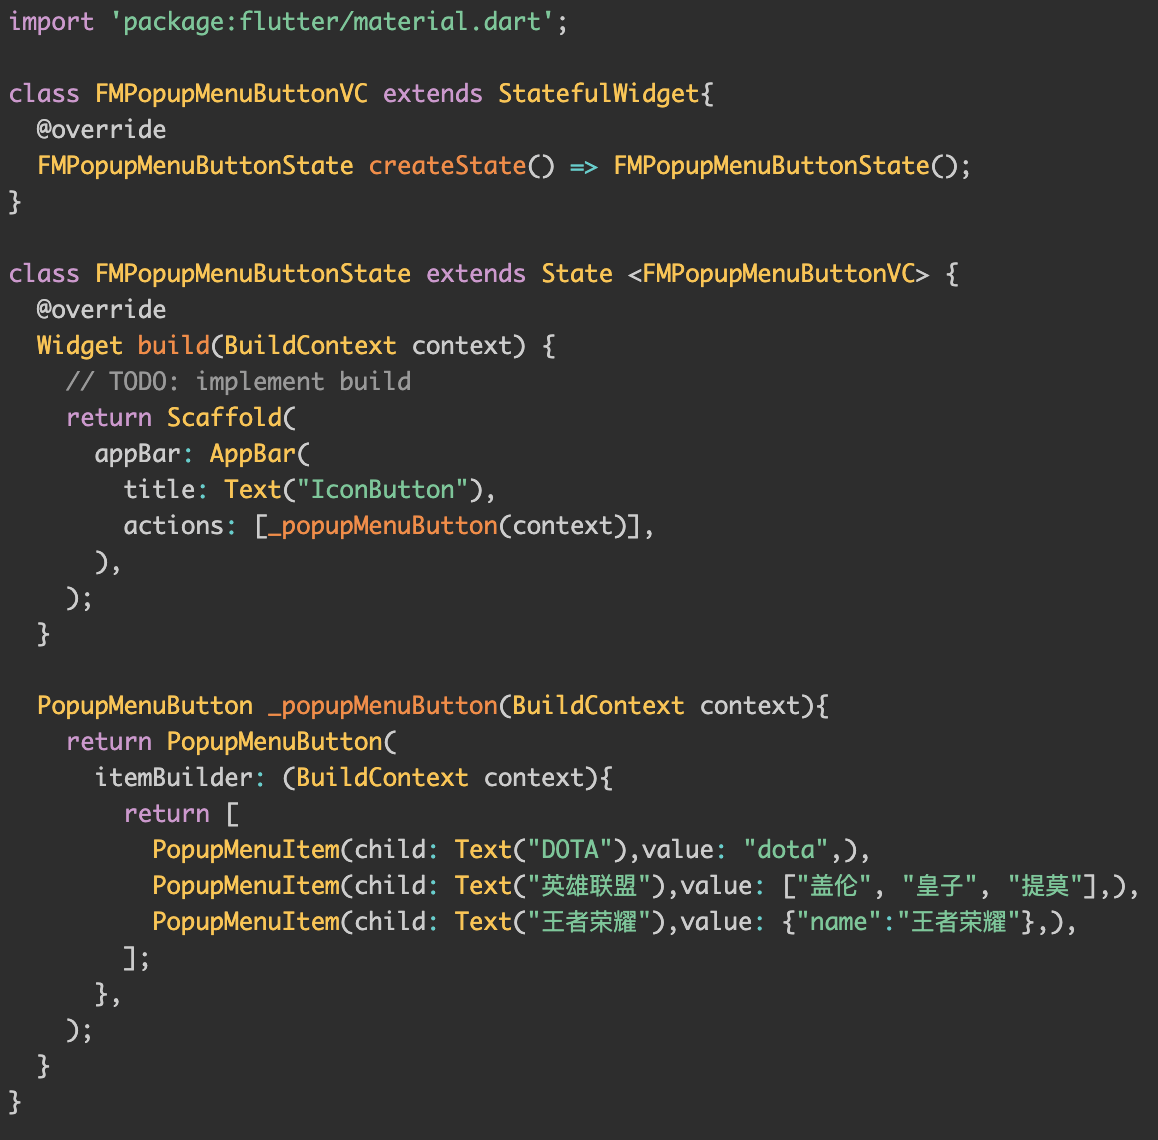 import 'package:flutter/material.dart';
class FMPopupMenuButtonVC extends StatefulWidget{
@override
FMPopupMenuButtonState createState() => FMPopupMenuButtonState();
}
class FMPopupMenuButtonState extends State <FMPopupMenuButtonVC> {
@override
Widget build(BuildContext context) {
// TODO: implement build
return Scaffold(
appBar: AppBar(
title: Text("IconButton"),
actions: [_popupMenuButton(context)],
),
);
}
PopupMenuButton _popupMenuButton(BuildContext context){
return PopupMenuButton(
itemBuilder: (BuildContext context){
return [
PopupMenuItem(child: Text("DOTA"),value: "dota",),
PopupMenuItem(child: Text("英雄联盟"),value: ["盖伦", "皇子", "提莫"],),
PopupMenuItem(child: Text("王者荣耀"),value: {"name":"王者荣耀"},),
];
},
);
}
}